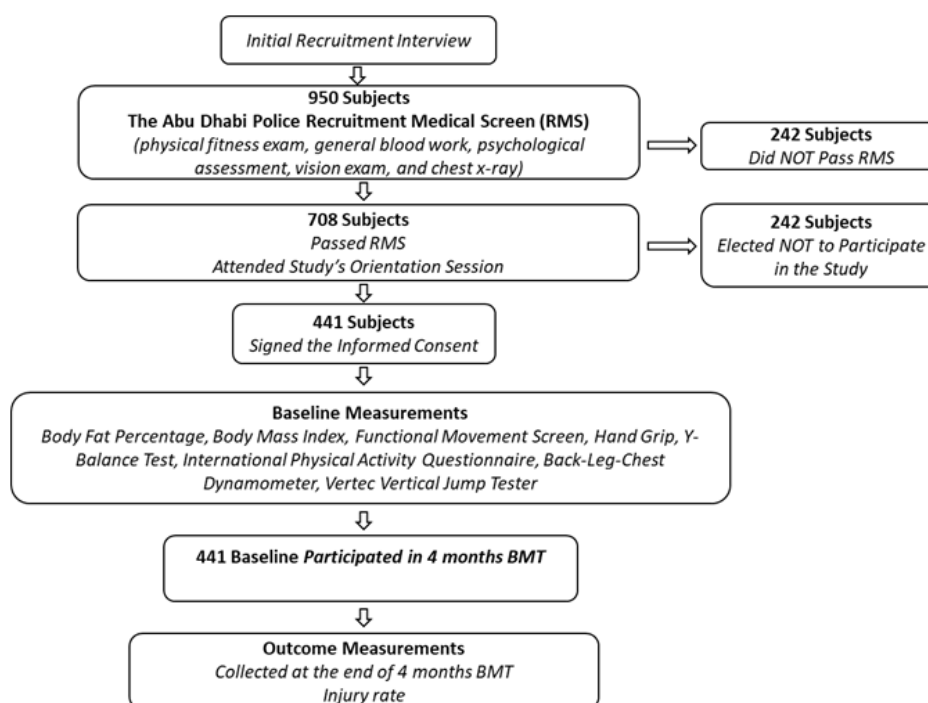 Initial Recruitment Interview
950 Subjects
The Abu Dhabi Police Recruitment Medical Screen (RMS)
(physical fitness exam, general blood work, psychological
assessment, vision exam, and chest x-ray)
242 Subjects
Did NOT Pass RMS
708 Subjects
Passed RMS
Attended Study's Orientation Session
242 Subjects
Elected NOT to Participate
in the Study
441 Subjects
Signed the Informed Consent
Baseline Measurements
Body Fat Percentage, Body Mass Index, Functional Movement Screen, Hand Grip, Y-
Balance Test, International Physical Activity Questionnaire, Back-Leg-Chest
Dynamometer, Vertec Vertical Jump Tester
441 Baseline Participated in 4 months BMT
Outcome Measurements
Collected at the end of 4 months BMT
Injury rate